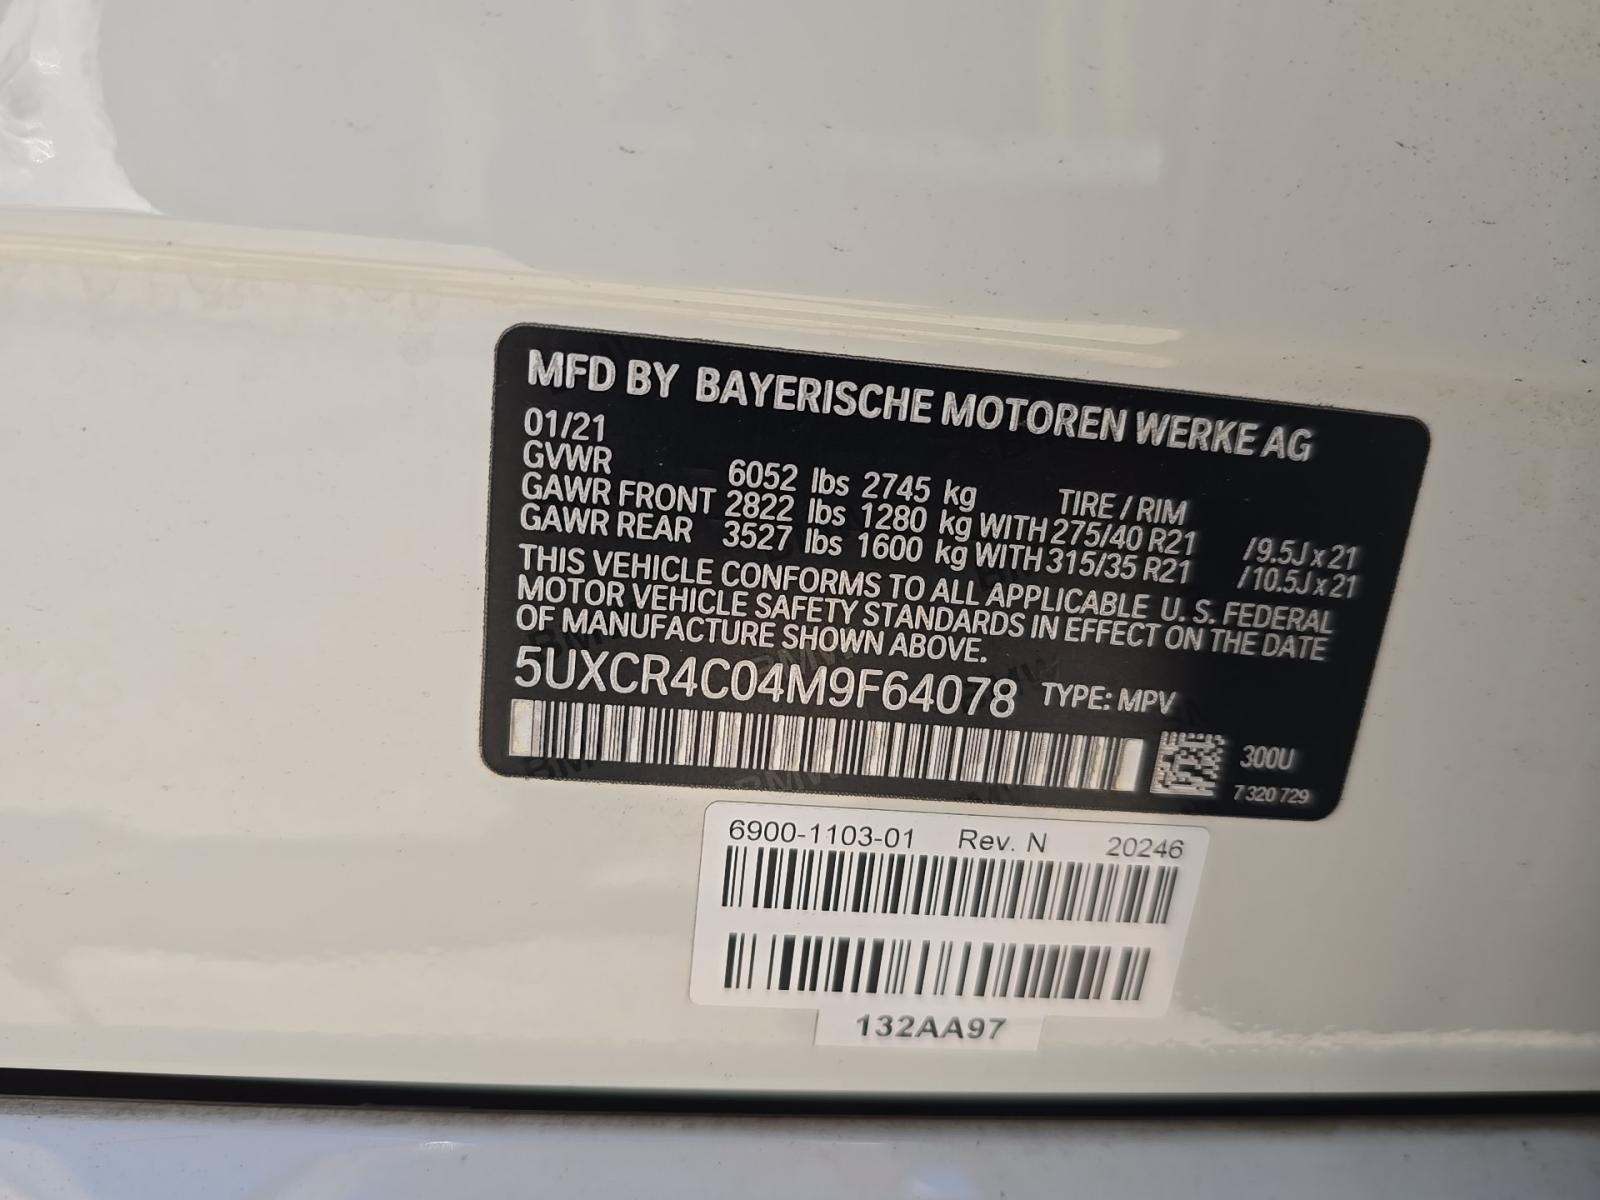 MFD BY BAYERISCHE MOTOREN WERKE AG
01/21
GVWR 6052 lbs 2745 kg TIRE / RIM
GAWR FRONT 2822 lbs 1280 kg WITH 275/40 R21 /9.5J x 21
GAWR REAR 3527 lbs 1600 kg WITH 315/35 R21 /10.5J x 21
THIS VEHICLE CONFORMS TO ALL APPLICABLE U. S. FEDERAL
MOTOR VEHICLE SAFETY STANDARDS IN EFFECT ON THE DATE
OF MANUFACTURE SHOWN ABOVE.
5UXCR4C04M9F64078 TYPE: MPV
300U
7 320 729
6900-1103-01 Rev. N 20246
132AA97